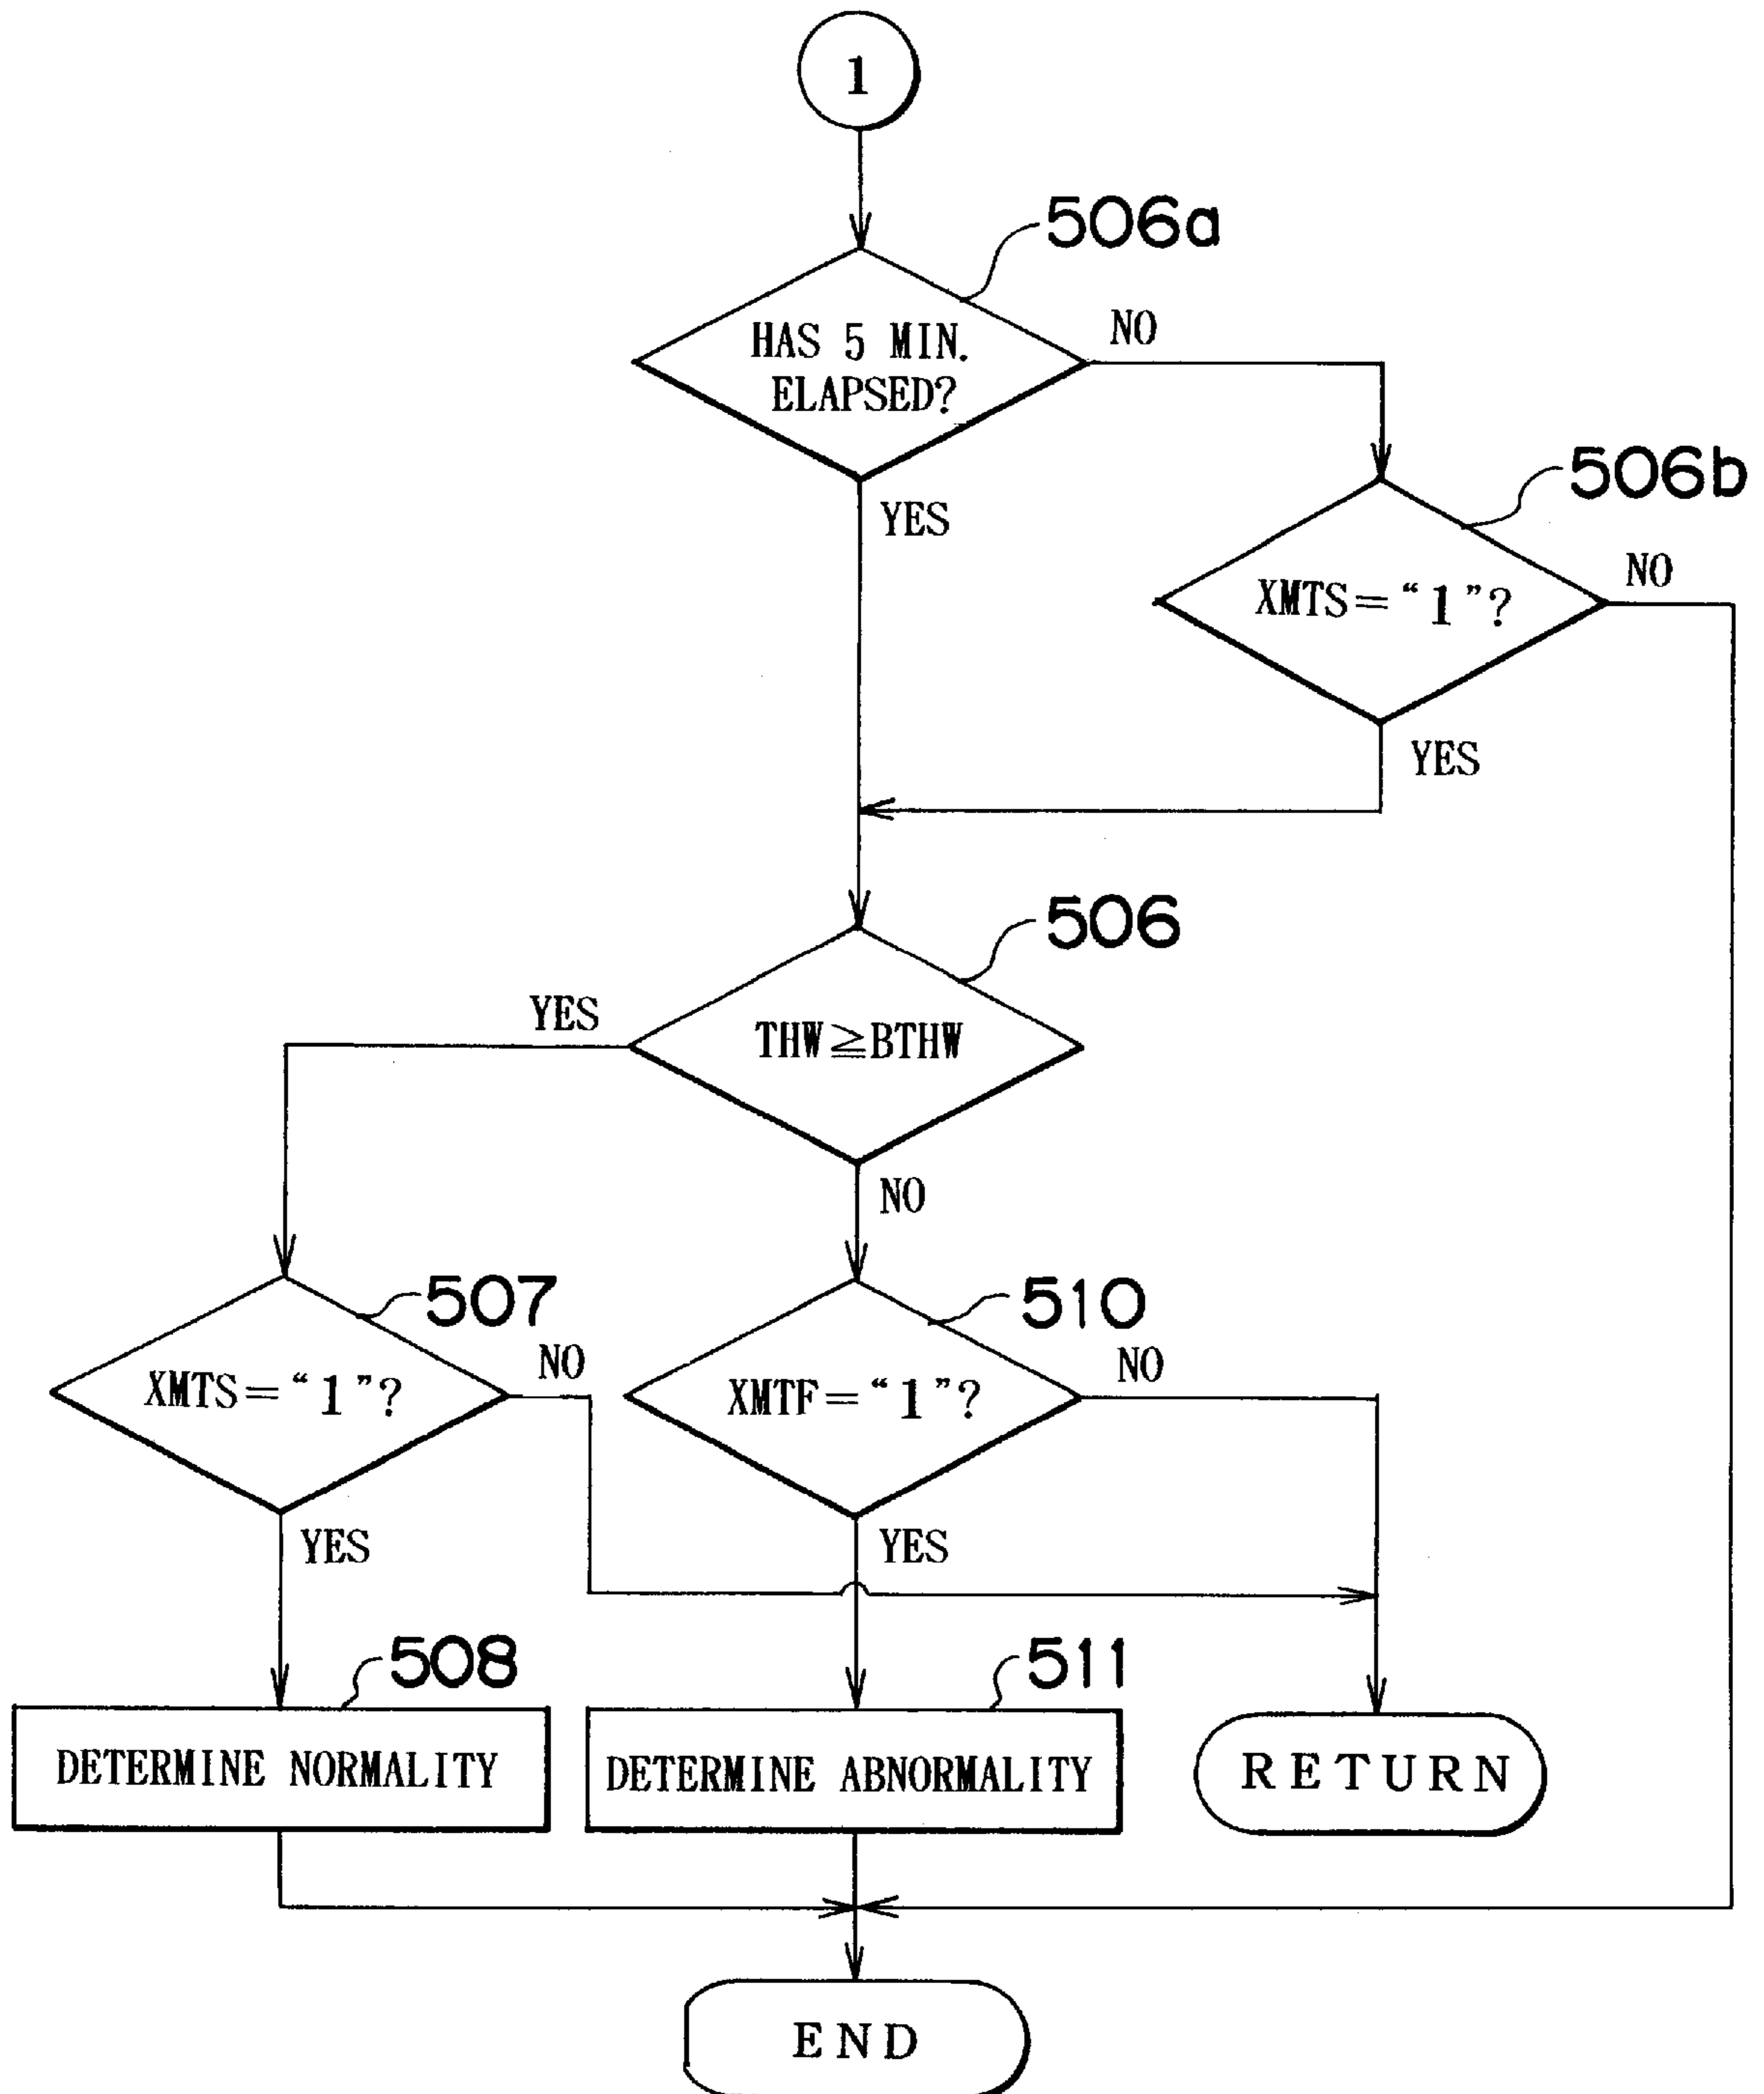 1
506a
HAS 5 MIN.
ELAPSED?
NO
YES
506b
XMTS="1"?
NO
YES
506
THW≧BTHW
YES
NO
507
XMTS="1"?
NO
YES
510
XMTF="1"?
NO
YES
508
DETERMINE NORMALITY
511
DETERMINE ABNORMALITY
RETURN
END